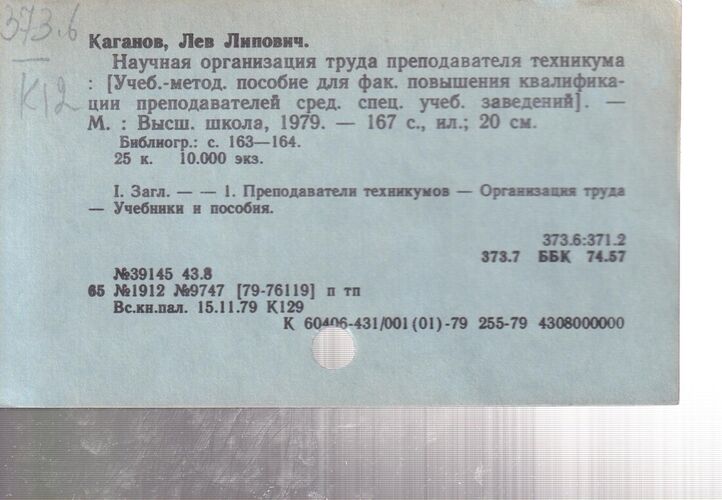 373.6
К12
Каганов, Лев Липович.
Научная организация труда преподавателя техникума
: [Учеб.-метод. пособие для фак. повышения квалифика-
ции преподавателей сред. спец. учеб. заведений]. —
М. : Высш. школа, 1979. — 167 с., ил.; 20 см.
Библиогр.: с. 163—164.
25 к. 10.000 экз.
I. Загл. — — 1. Преподаватели техникумов — Организация труда
— Учебники и пособия.
373.6:371.2
373.7 ББК 74.57
№39145 43.8
65 №1912 №9747 [79-76119] п тп
Вс.кн.пал. 15.11.79 К129
К 60406-431/001(01)-79 255-79 4308000000